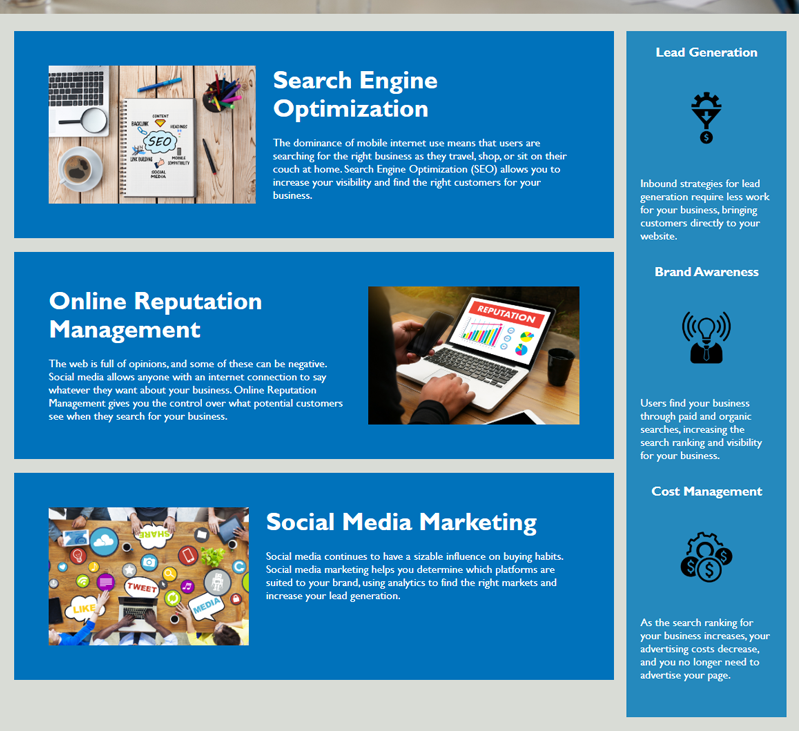 Search Engine
Optimization
The dominance of mobile internet use means that users are
searching for the right business as they travel, shop, or sit on their
couch at home. Search Engine Optimization (SEO) allows you to
increase your visibility and find the right customers for your
business.
CONTENT
BACKLINK
KEYWORDS
SEO
LINK BUILDING
MOBILE
COMPATIBILITY
SOCIAL
MEDIA
Online Reputation
Management
The web is full of opinions, and some of these can be negative.
Social media allows anyone with an internet connection to say
whatever they want about your business. Online Reputation
Management gives you the control over what potential customers
see when they search for your business.
REPUTATION
Social Media Marketing
Social media continues to have a sizable influence on buying habits.
Social media marketing helps you determine which platforms are
suited to your brand, using analytics to find the right markets and
increase your lead generation.
SHARE
TWEET
LIKE
MEDIA
Lead Generation
$
Inbound strategies for lead
generation require less work
for your business, bringing
customers directly to your
website.
Brand Awareness
Users find your business
through paid and organic
searches, increasing the
search ranking and visibility
for your business.
Cost Management
$ $ $
As the search ranking for
your business increases, your
advertising costs decrease,
and you no longer need to
advertise your page.